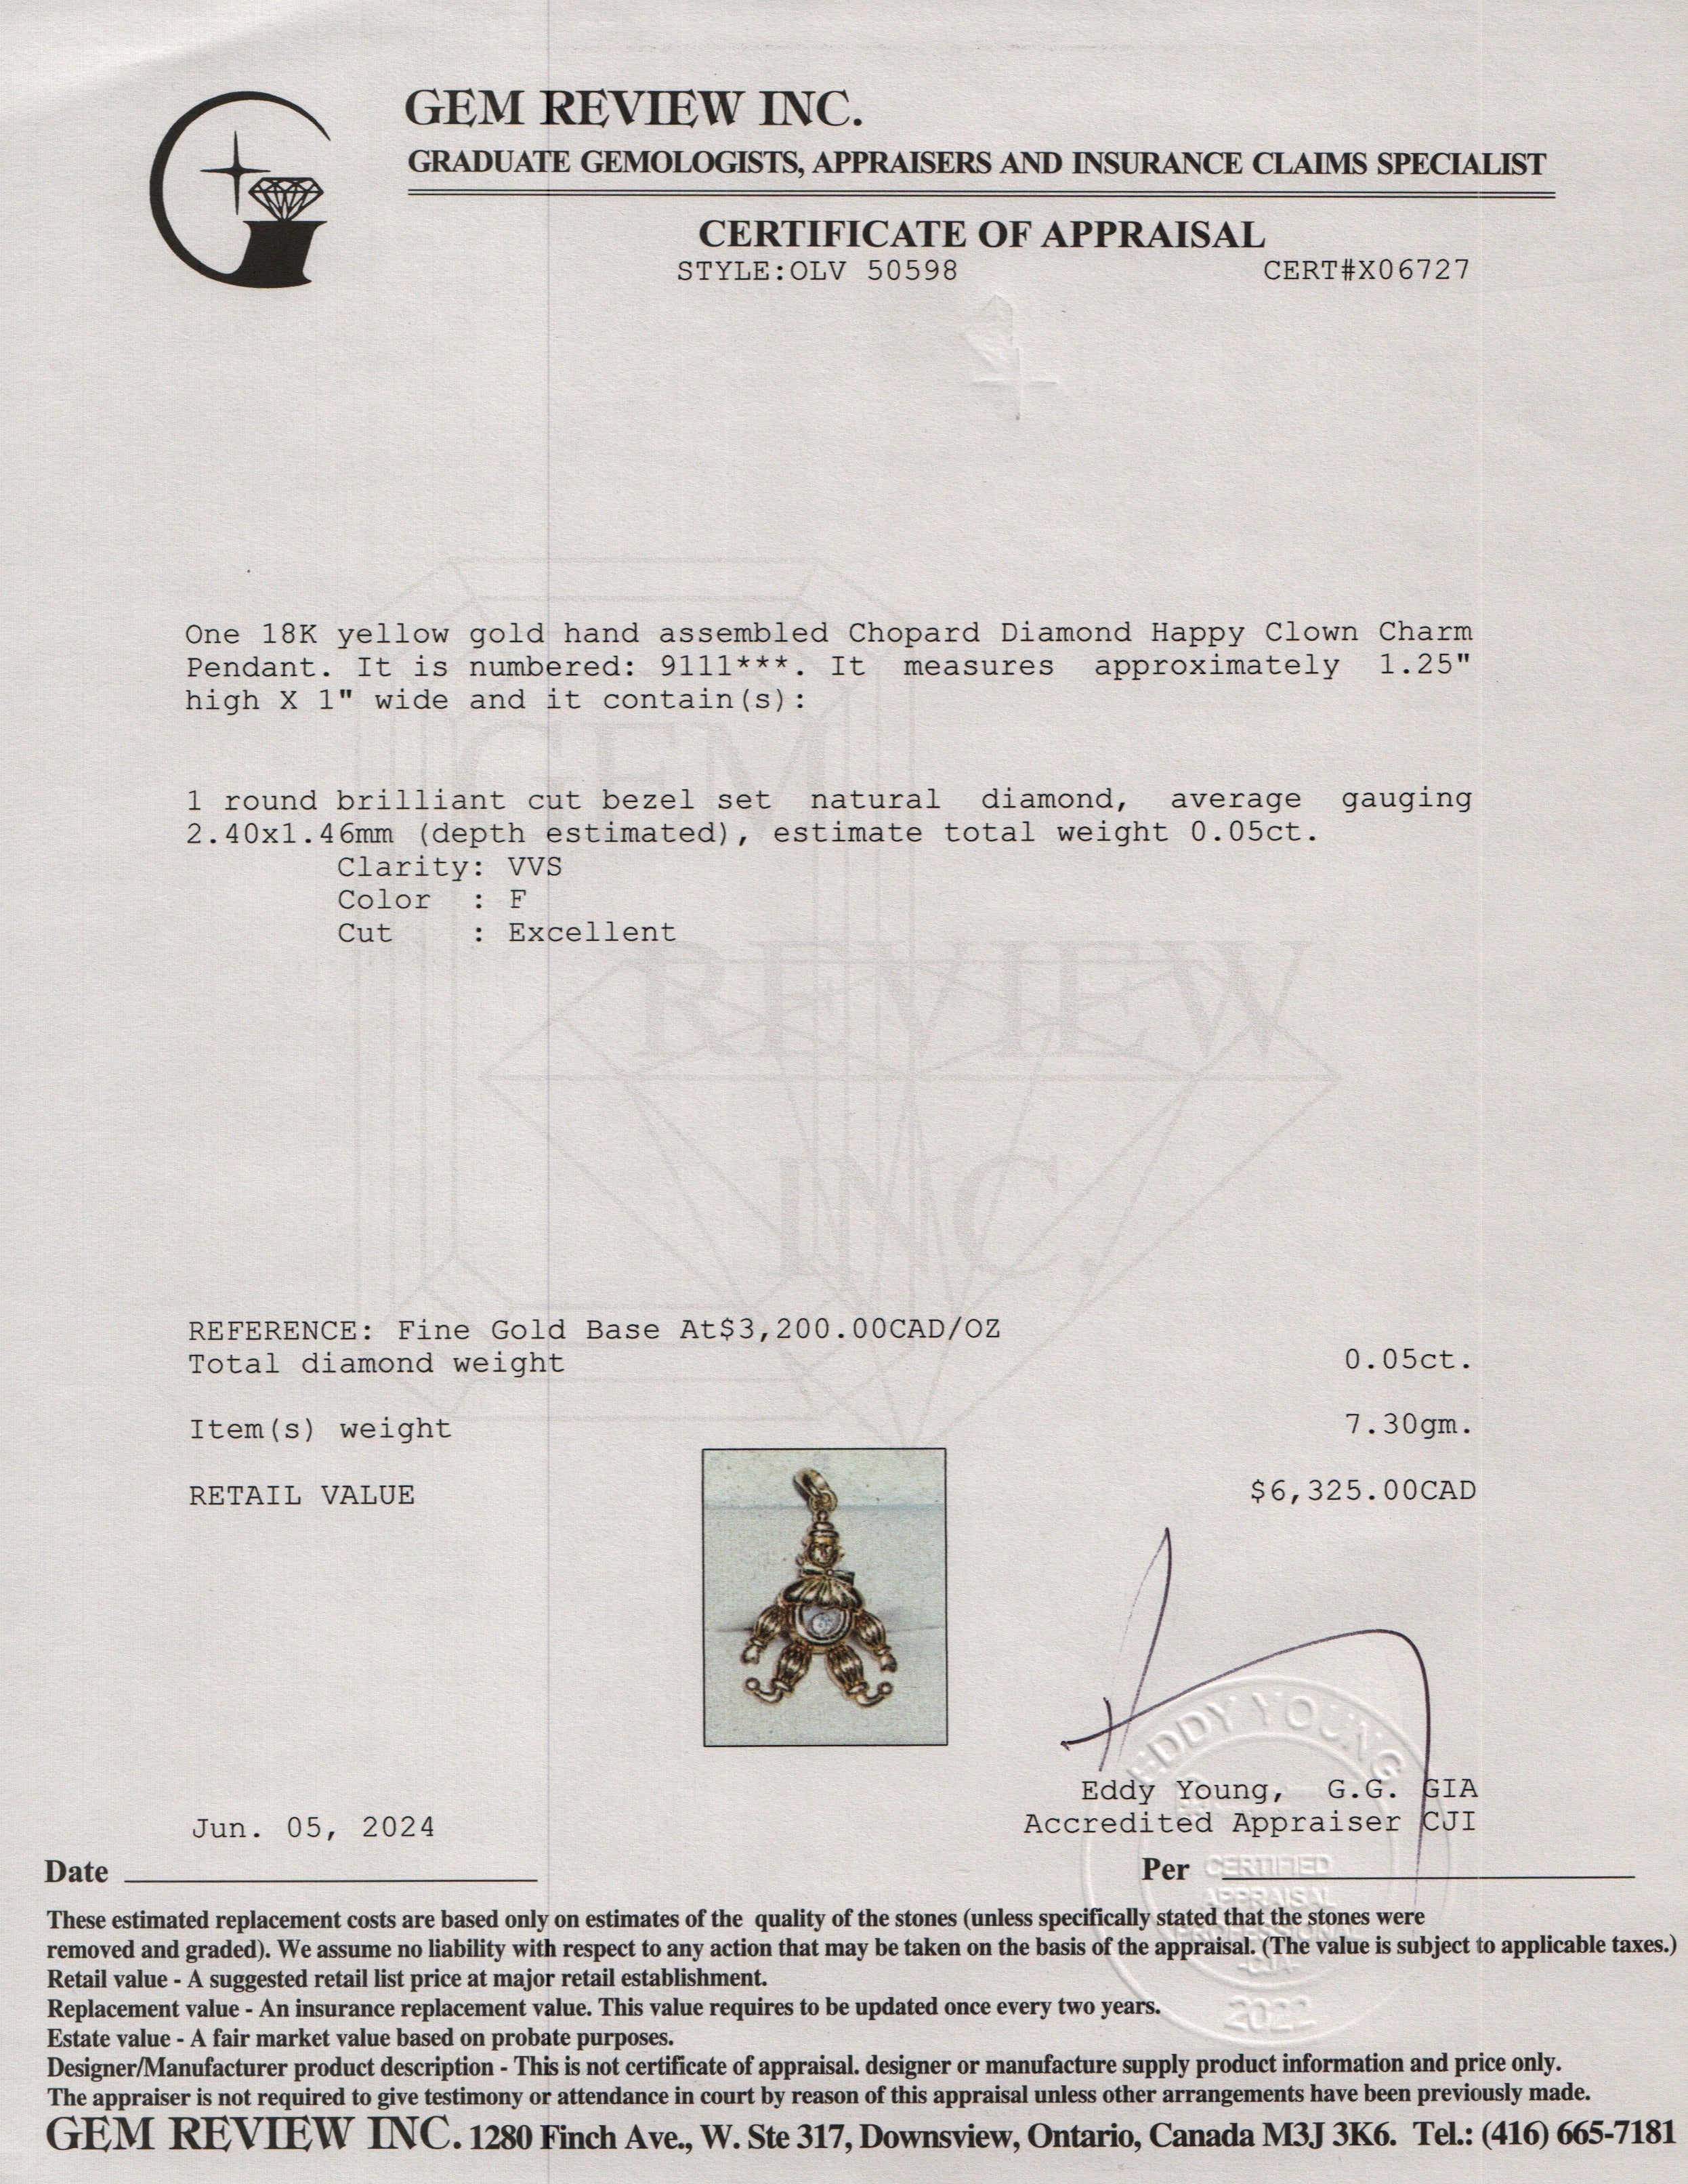 GEM REVIEW INC.
GRADUATE GEMOLOGISTS, APPRAISERS AND INSURANCE CLAIMS SPECIALIST
CERTIFICATE OF APPRAISAL
STYLE:OLV 50598 CERT#X06727
One 18K yellow gold hand assembled Chopard Diamond Happy Clown Charm
Pendant. It is numbered: 9111***. It measures approximately 1.25"
high X 1" wide and it contain(s):
GEM
1 round brilliant cut bezel set natural diamond, average gauging
2.40x1.46mm (depth estimated), estimate total weight 0.05ct.
Clarity: VVS
Color : F
Cut : Excellent
REVIEW
INC.
REFERENCE: Fine Gold Base At$3,200.00CAD/OZ
Total diamond weight 0.05ct.
Item(s) weight 7.30gm.
RETAIL VALUE $6,325.00CAD
EDDY YOUNG
Eddy Young, G.G. GIA
Accredited Appraiser CJI
Jun. 05, 2024
Date
Per
CERTIFIED
APPRAISAL
PROFESSIONAL
-CJA-
2022
These estimated replacement costs are based only on estimates of the quality of the stones (unless specifically stated that the stones were
removed and graded). We assume no liability with respect to any action that may be taken on the basis of the appraisal. (The value is subject to applicable taxes.)
Retail value - A suggested retail list price at major retail establishment.
Replacement value - An insurance replacement value. This value requires to be updated once every two years.
Estate value - A fair market value based on probate purposes.
Designer/Manufacturer product description - This is not certificate of appraisal. designer or manufacture supply product information and price only.
The appraiser is not required to give testimony or attendance in court by reason of this appraisal unless other arrangements have been previously made.
GEM REVIEW INC. 1280 Finch Ave., W. Ste 317, Downsview, Ontario, Canada M3J 3K6. Tel.: (416) 665-7181